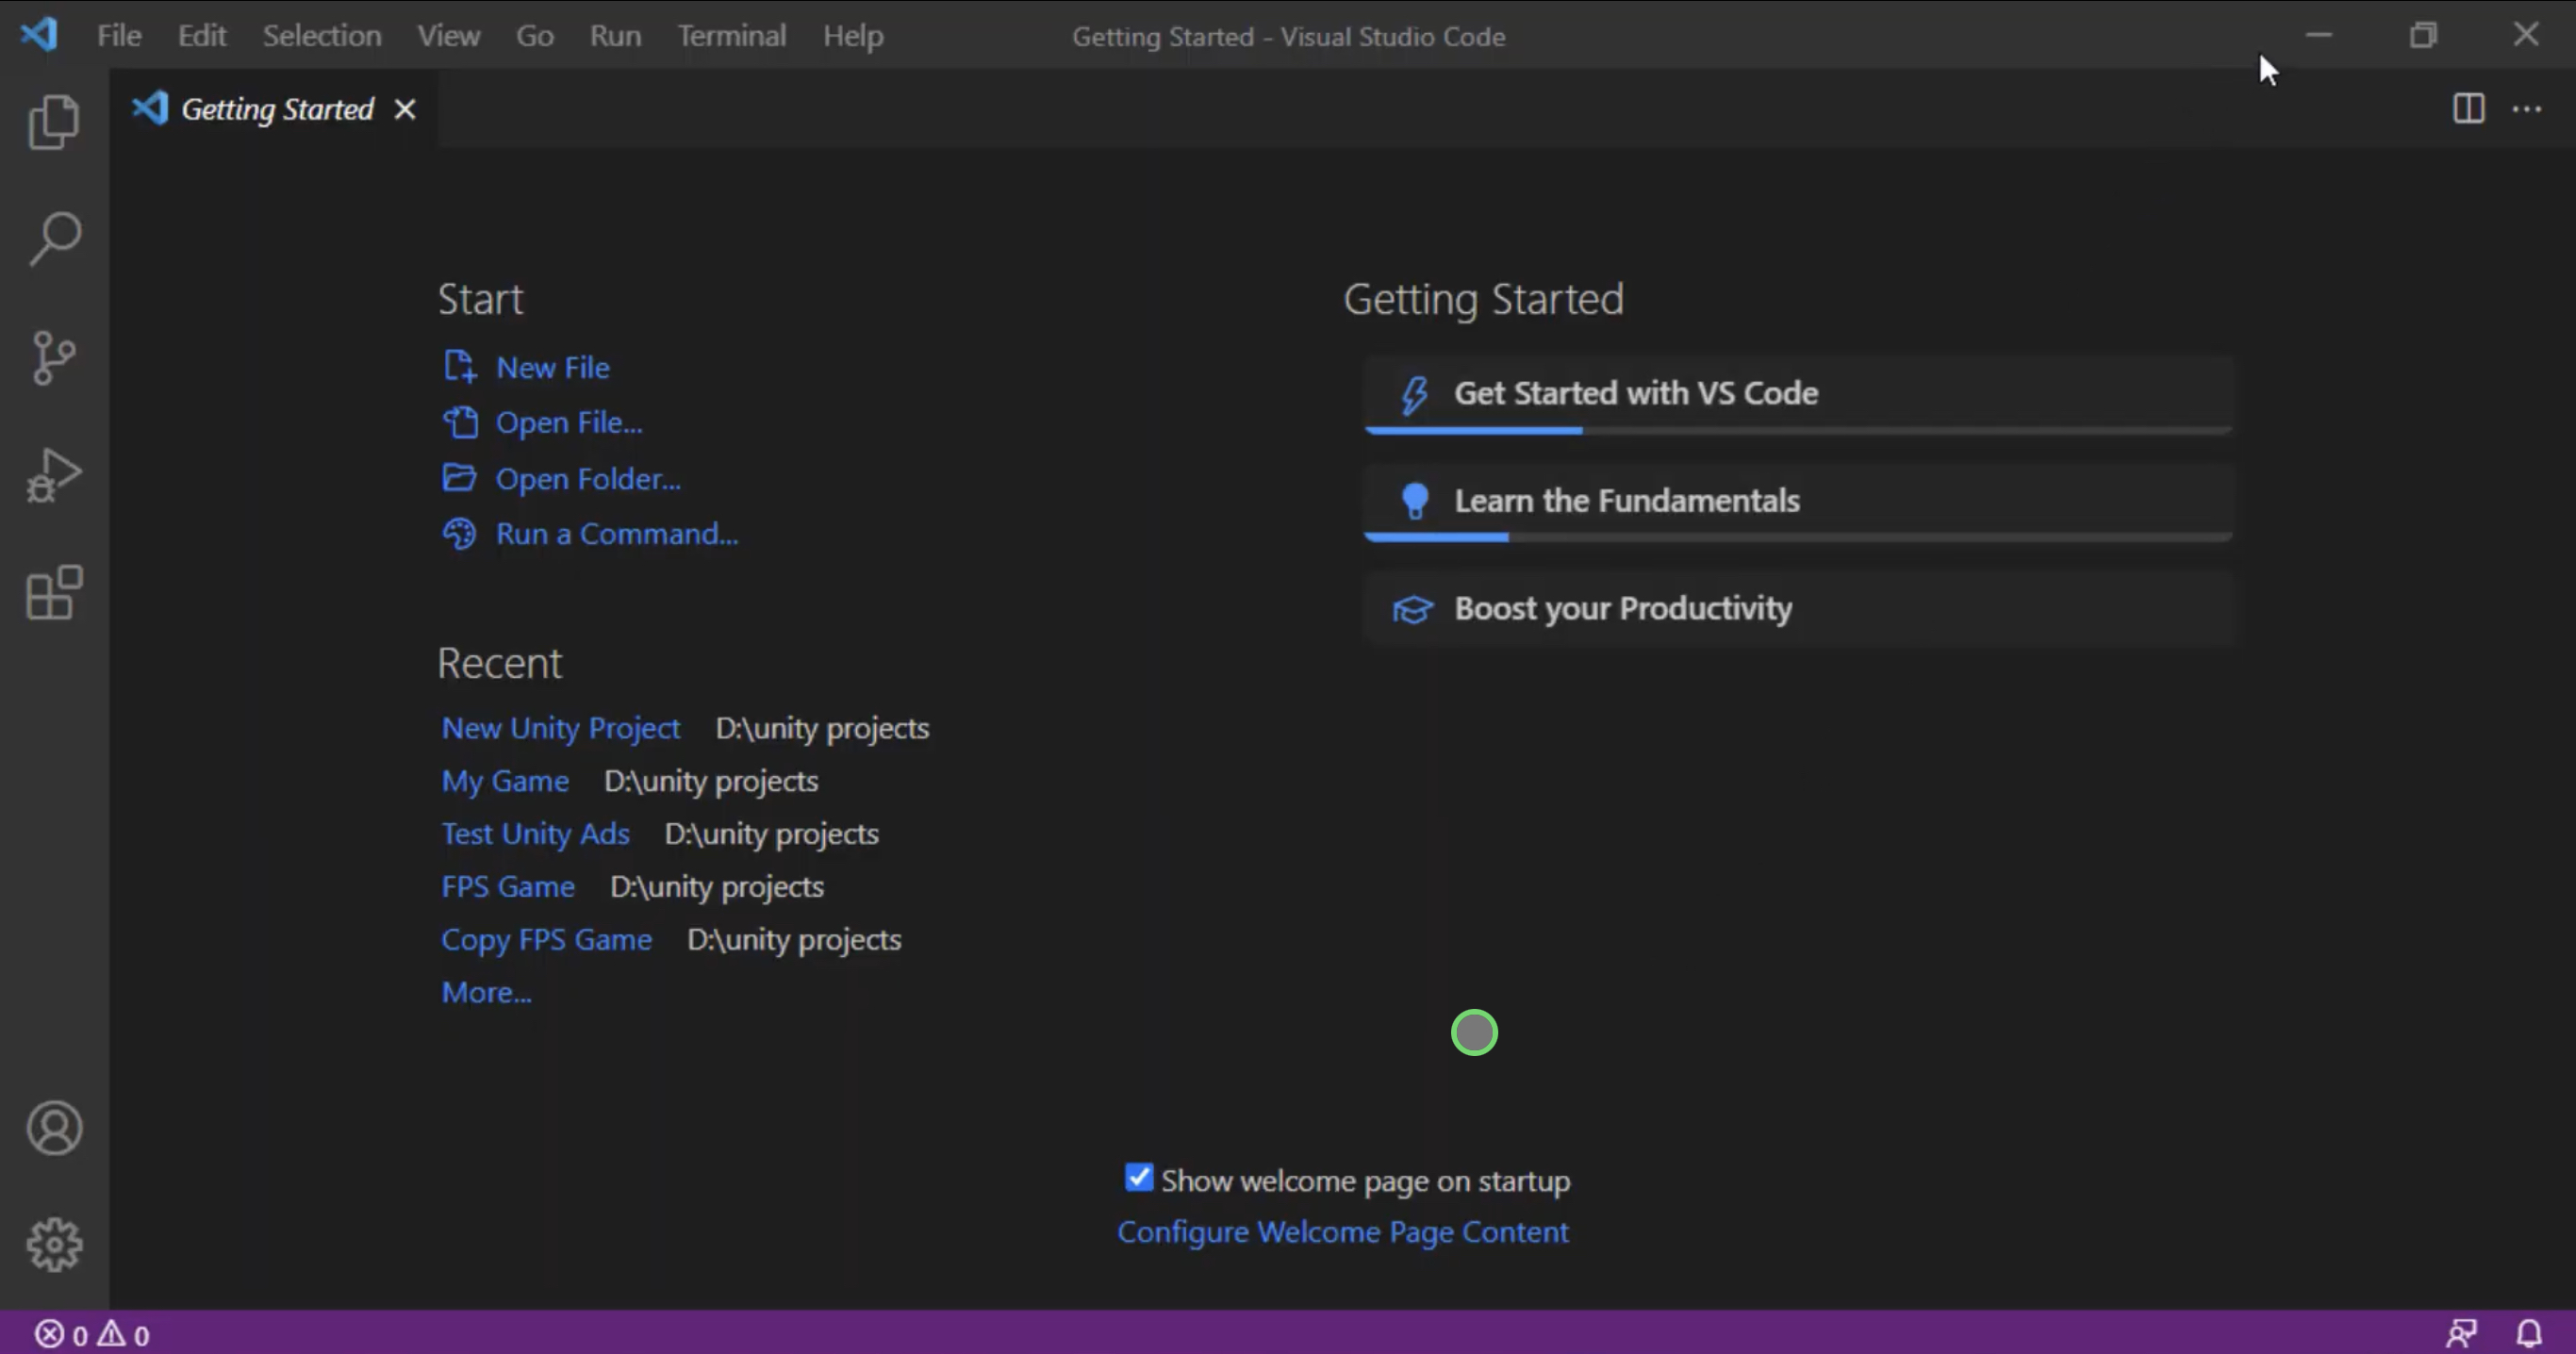 File Edit Selection View Go Run Terminal Help Getting Started - Visual Studio Code
Getting Started
Start
New File
Open File...
Open Folder...
Run a Command...
Recent
New Unity Project D:\unity projects
My Game D:\unity projects
Test Unity Ads D:\unity projects
FPS Game D:\unity projects
Copy FPS Game D:\unity projects
More...
Getting Started
Get Started with VS Code
Learn the Fundamentals
Boost your Productivity
Show welcome page on startup
Configure Welcome Page Content
0 0